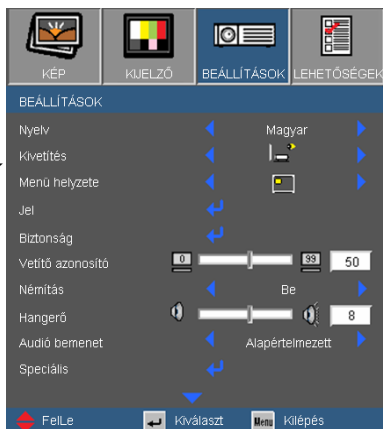 KÉP KIJELZŐ BEÁLLÍTÁSOK LEHETŐSÉGEK
BEÁLLÍTÁSOK
Nyelv Magyar
Kivetítés
Menü helyzete
Jel
Biztonság
Vetítő azonosító 0 99 50
Némítás Be
Hangerő 8
Audió bemenet Alapértelmezett
Speciális
FelLe Kiválaszt Menu Kilépés